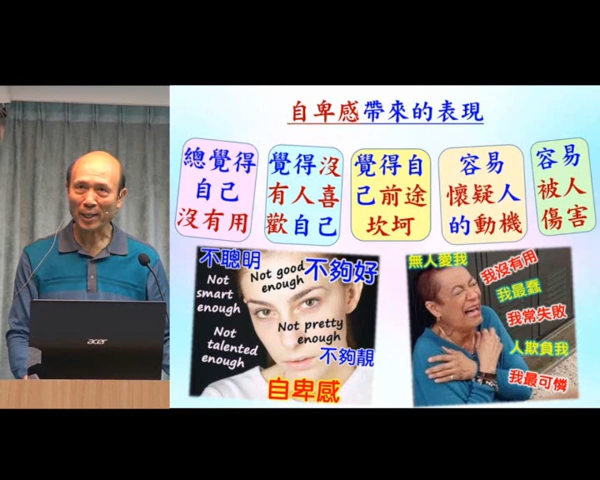 自卑感帶來的表現
總覺得
自己
沒有用
覺得沒
有人喜
歡自己
覺得自
己前途
坎坷
容易
懷疑人
的動機
容易
被人
傷害
不聰明
Not good
enough
不夠好
Not
smart
enough
Not
talented
enough
Not pretty
enough
不夠靚
自卑感
無人愛我
我沒有用
我最蠢
我常失敗
人欺負我
我最可憐
acer